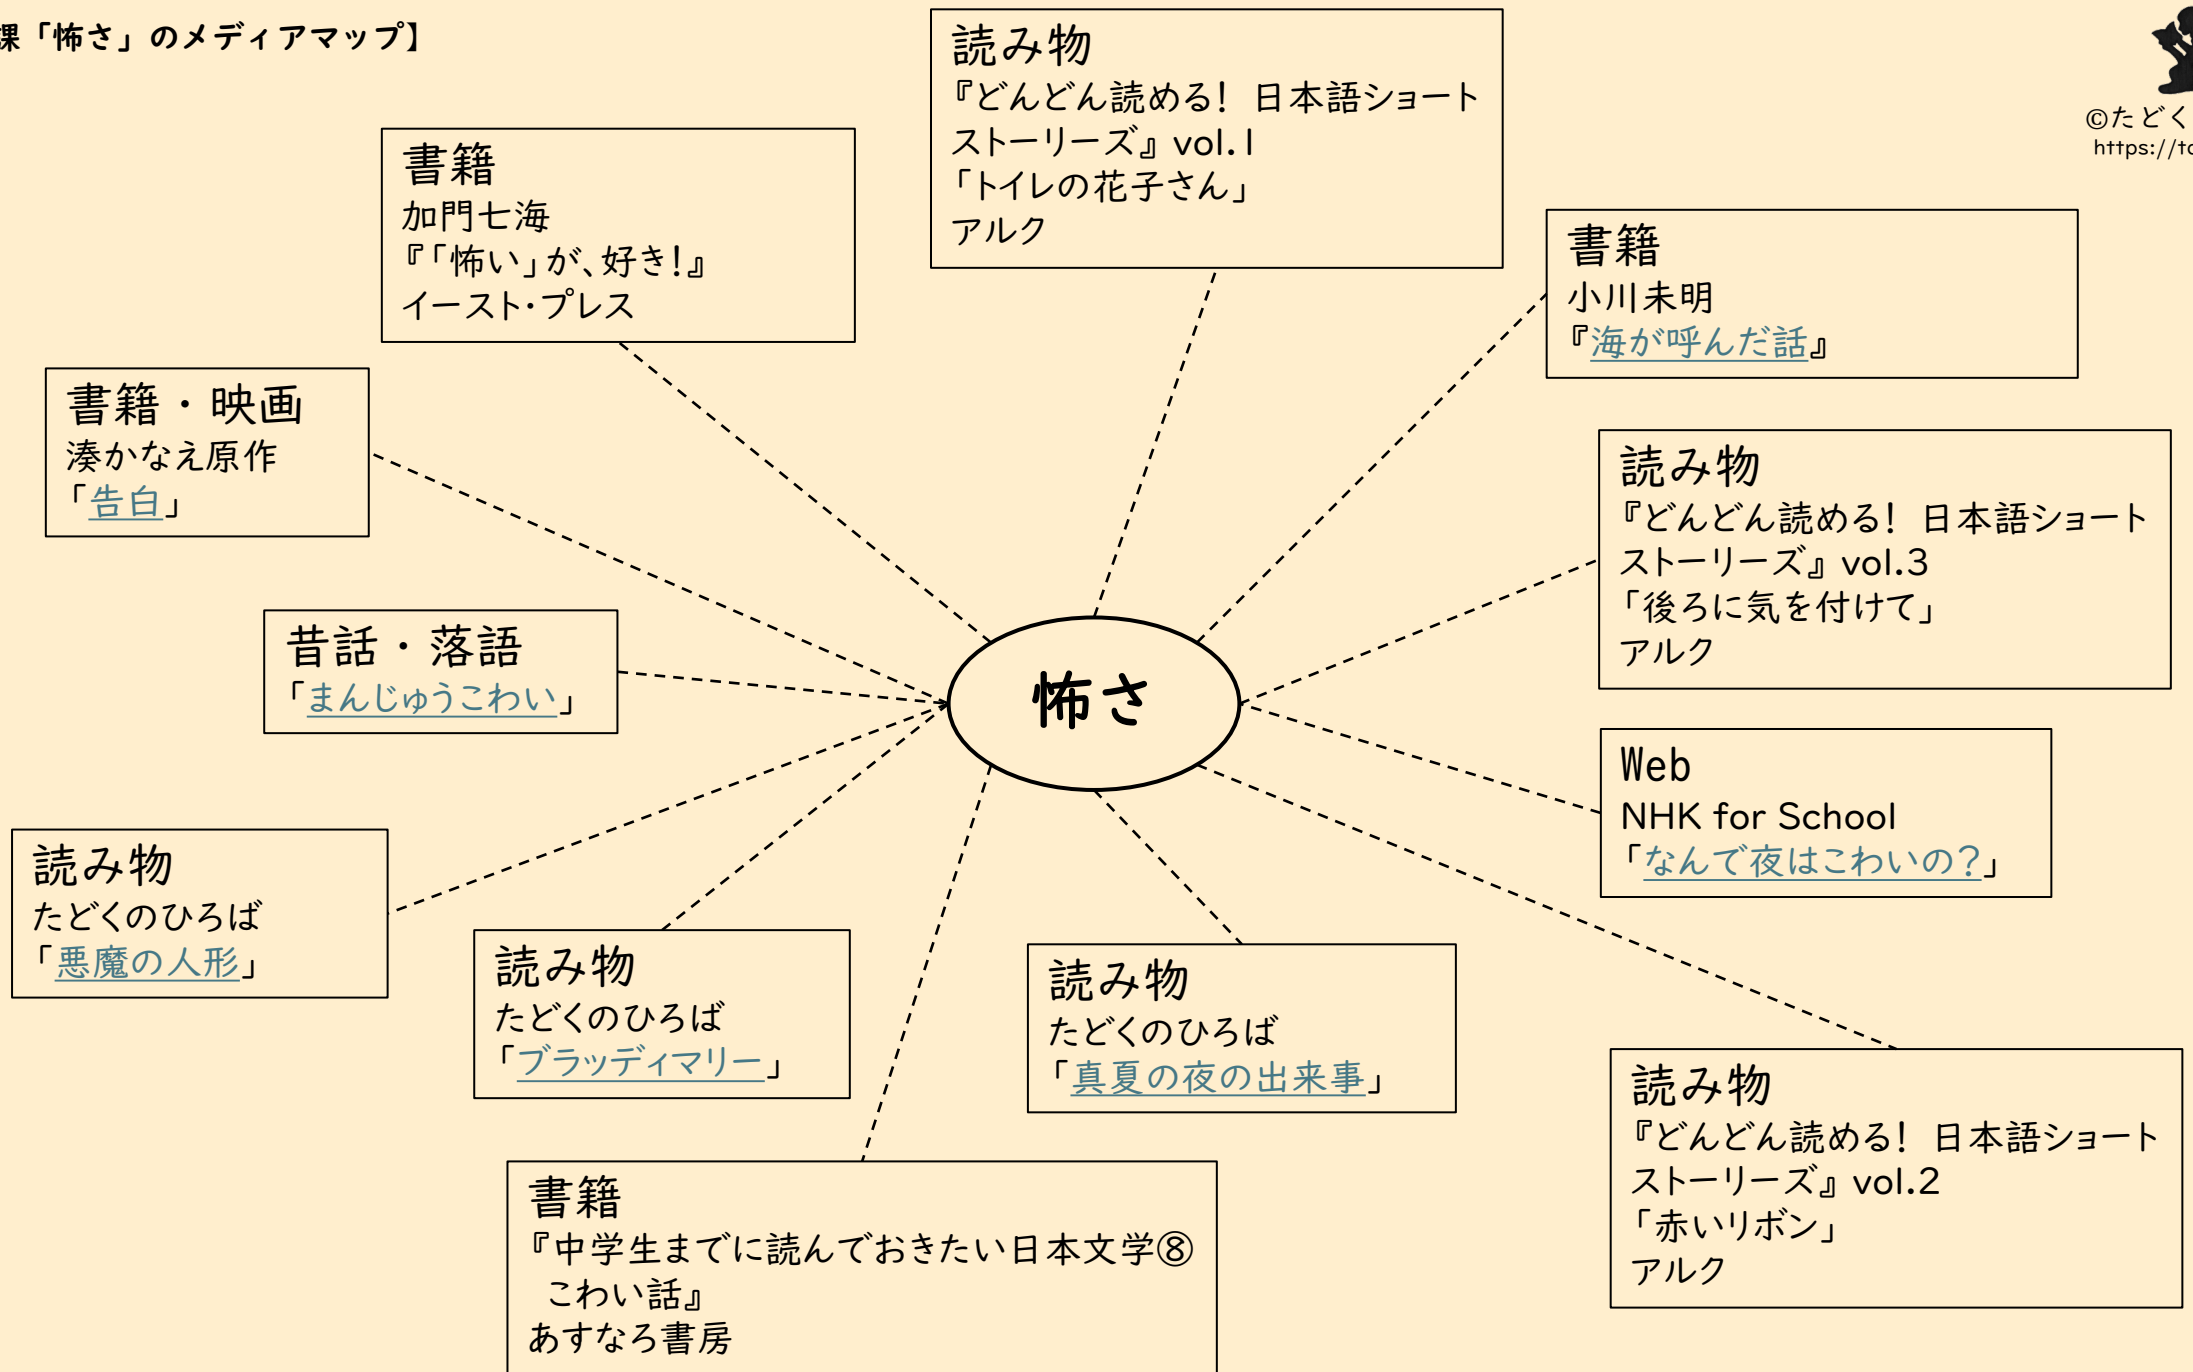 課「怖さ」のメディアマップ】
©たどく
https://ta
読み物
『どんどん読める！ 日本語ショート
ストーリーズ』vol.1
「トイレの花子さん」
アルク
書籍
加門七海
『「怖い」が、好き！』
イースト・プレス
書籍
小川未明
『海が呼んだ話』
書籍・映画
湊かなえ原作
「告白」
読み物
『どんどん読める！ 日本語ショート
ストーリーズ』vol.3
「後ろに気を付けて」
アルク
昔話・落語
「まんじゅうこわい」
怖さ
Web
NHK for School
「なんで夜はこわいの？」
読み物
たどくのひろば
「悪魔の人形」
読み物
たどくのひろば
「ブラッディマリー」
読み物
たどくのひろば
「真夏の夜の出来事」
読み物
『どんどん読める！ 日本語ショート
ストーリーズ』vol.2
「赤いリボン」
アルク
書籍
『中学生までに読んでおきたい日本文学⑧
こわい話』
あすなろ書房